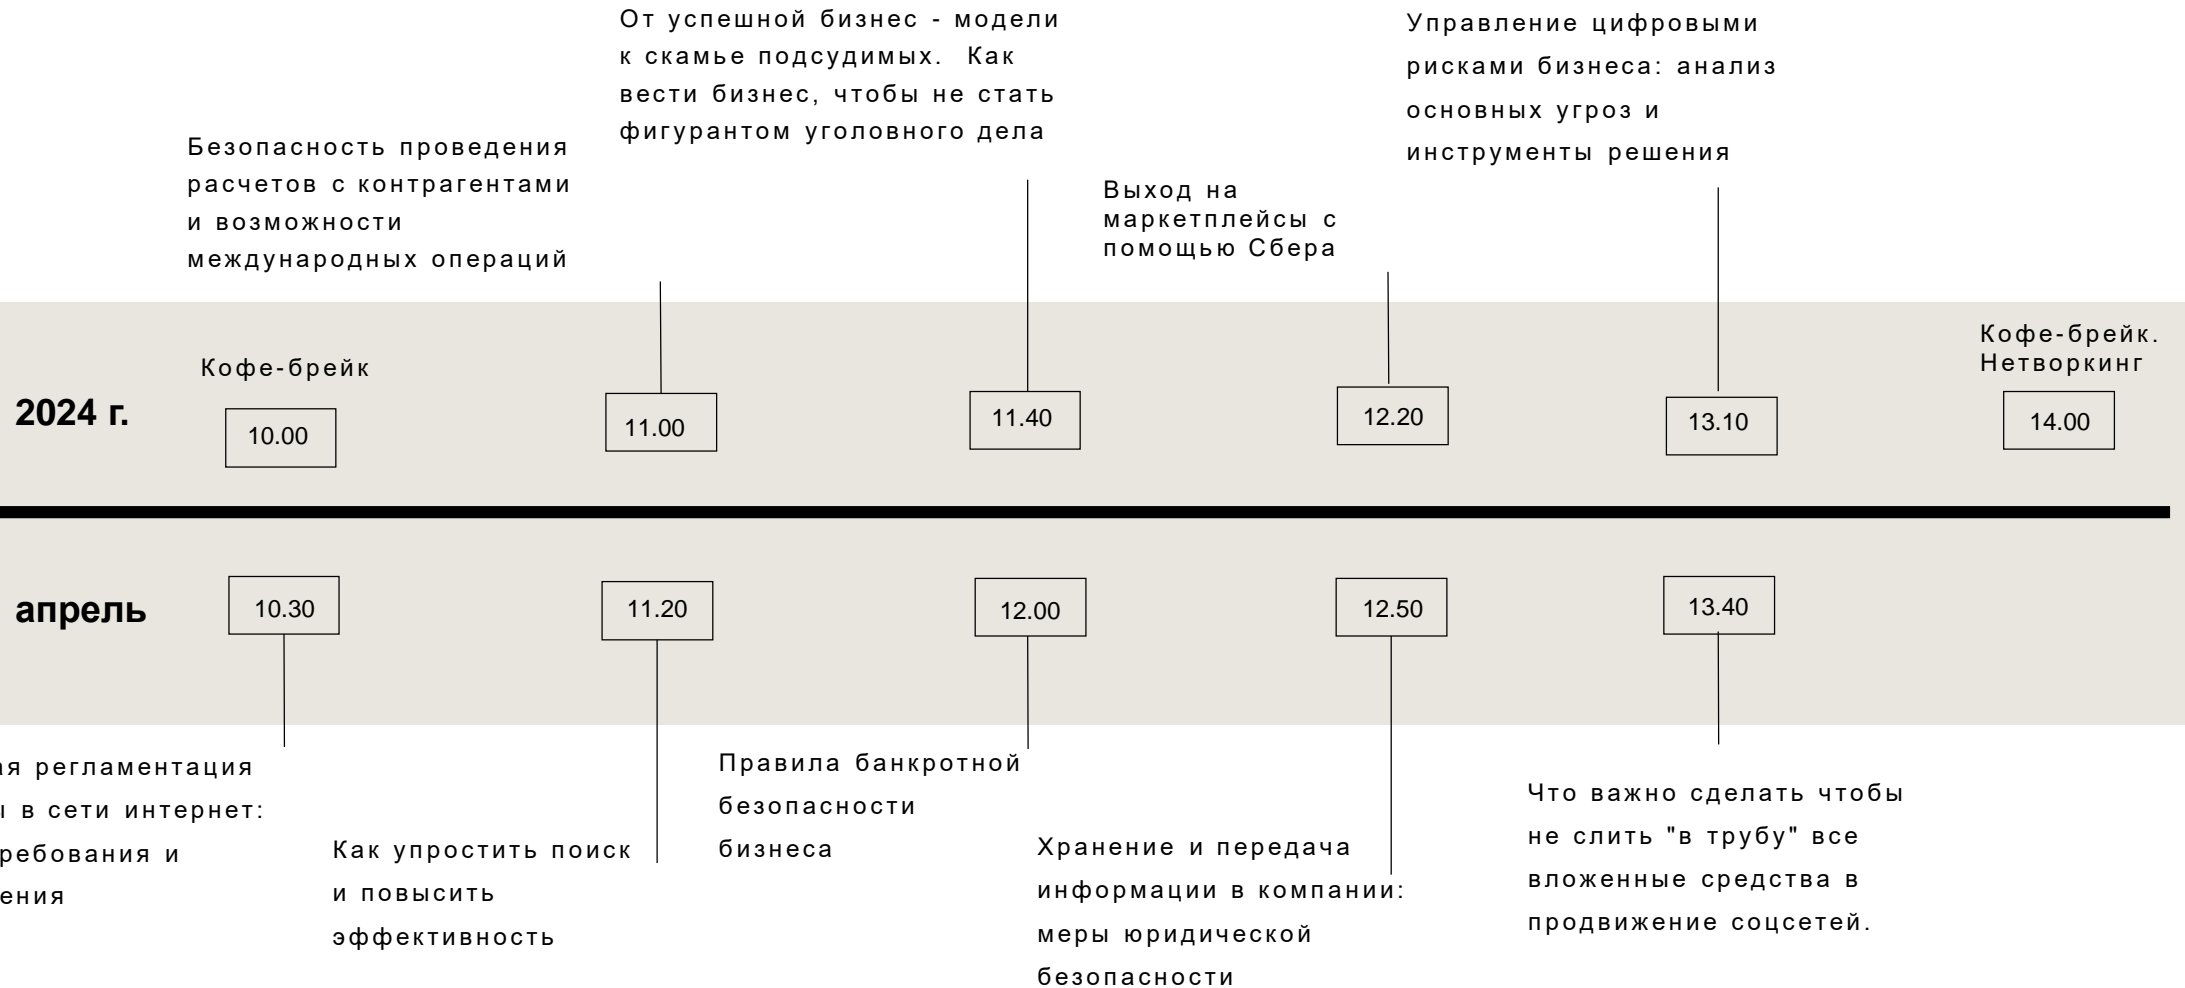 От успешной бизнес - модели
к скамье подсудимых. Как
вести бизнес, чтобы не стать
фигурантом уголовного дела
Управление цифровыми
рисками бизнеса: анализ
основных угроз и
инструменты решения
Безопасность проведения
расчетов с контрагентами
и возможности
международных операций
Выход на
маркетплейсы с
помощью Сбера
Кофе-брейк
Кофе-брейк.
Нетворкинг
2024 г.
10.00
11.00
11.40
12.20
13.10
14.00
апрель
10.30
11.20
12.00
12.50
13.40
регламентация
в сети интернет:
и
Как упростить поиск
и повысить
эффективность
Правила банкротной
безопасности
бизнеса
Хранение и передача
информации в компании:
меры юридической
безопасности
Что важно сделать чтобы
не слить "в трубу" все
вложенные средства в
продвижение соцсетей.